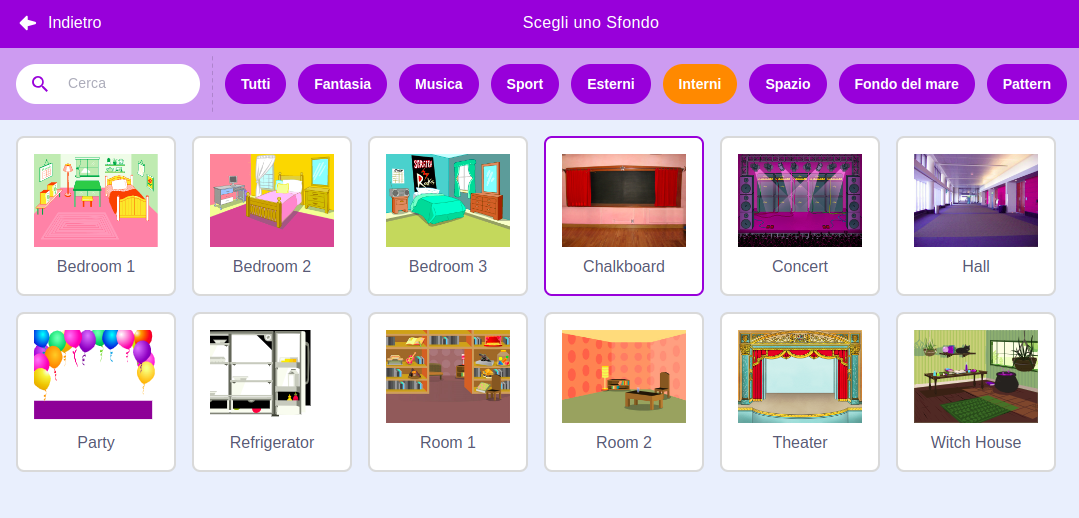 Indietro
Scegli uno Sfondo
Cerca
Tutti
Fantasia
Musica
Sport
Esterni
Interni
Spazio
Fondo del mare
Pattern
Bedroom 1
Bedroom 2
Bedroom 3
Chalkboard
Concert
Hall
Party
Refrigerator
Room 1
Room 2
Theater
Witch House